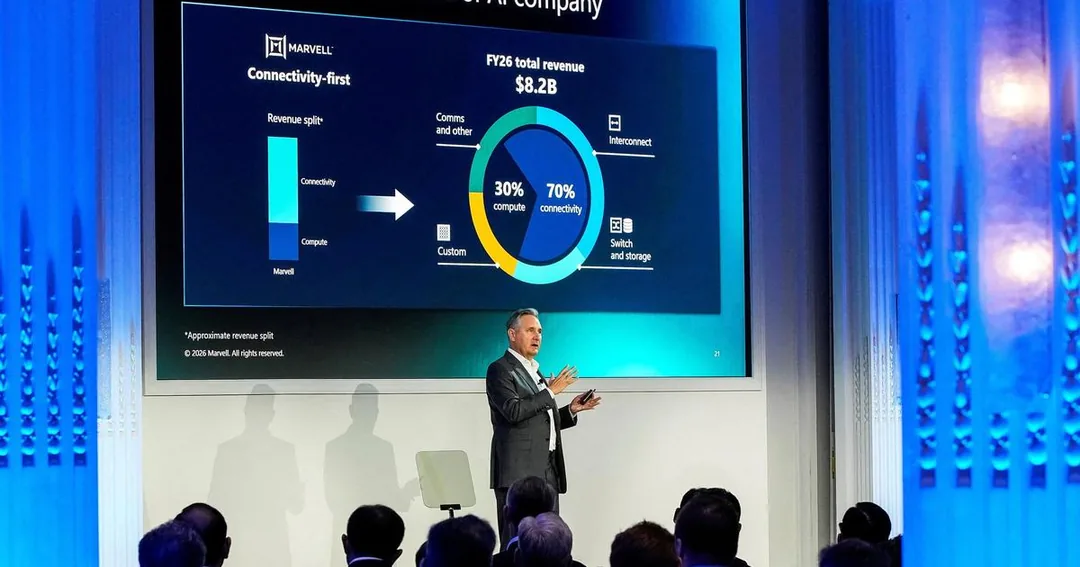 AI company
MARVELL
Connectivity-first
Revenue split*
Connectivity
Compute
Marvell
FY26 total revenue
$8.2B
Comms
and other
Interconnect
30%
compute
70%
connectivity
Custom
Switch
and storage
*Approximate revenue split
© 2026 Marvell. All rights reserved.
21